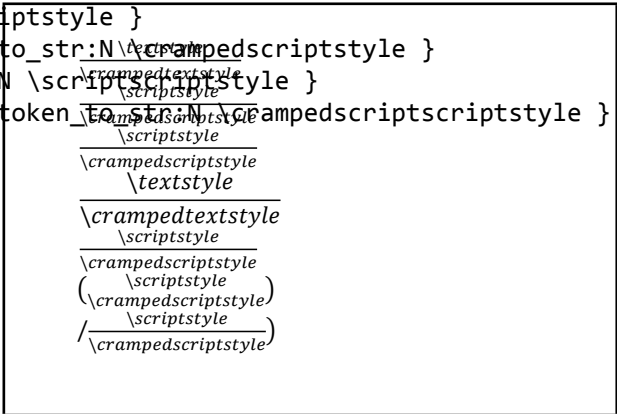 iptstyle }
to_str:N \crampedscriptstyle }
\textstyle
\crampedtextstyle
N \scriptscriptstyle }
\scriptstyle
\crampedscriptstyle
token_to_str:N \crampedscriptscriptstyle }
\scriptstyle
\crampedscriptstyle
\textstyle
\crampedtextstyle
\scriptstyle
\crampedscriptstyle
(\scriptstyle
\crampedscriptstyle)
/\scriptstyle
\crampedscriptstyle)